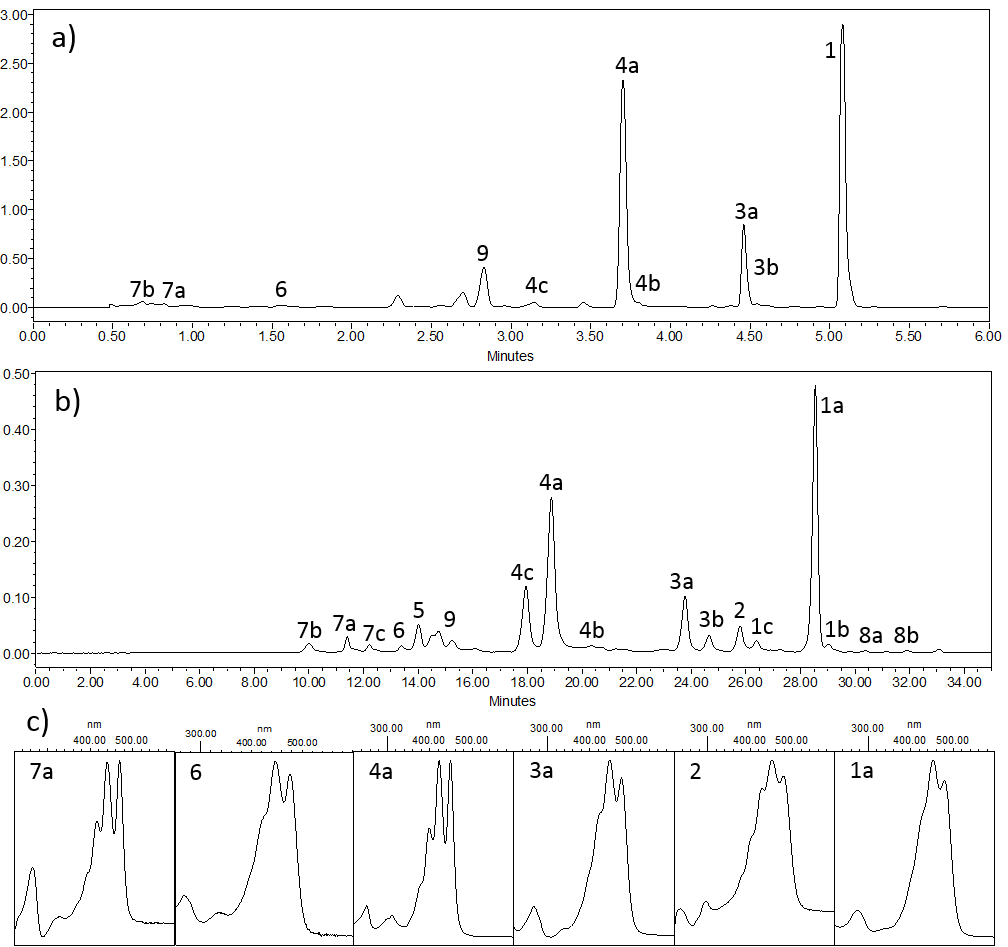 a)
3.00
2.50
2.00
1.50
1.00
0.50
0.00
7b 7a 6 9 4c 4a 4b 3a 3b 1
0.00 0.50 1.00 1.50 2.00 2.50 3.00 3.50 4.00 4.50 5.00 5.50 6.00
Minutes
b)
0.50
0.40
0.30
0.20
0.10
0.00
7b 7a 7c 6 5 9 4c 4a 4b 3a 3b 2 1c 1a 1b 8a 8b
0.00 2.00 4.00 6.00 8.00 10.00 12.00 14.00 16.00 18.00 20.00 22.00 24.00 26.00 28.00 30.00 32.00 34.00
Minutes
c)
nm
400.00 500.00
7a
300.00 nm
400.00 500.00
6
300.00 nm
400.00 500.00
4a
300.00 nm
400.00 500.00
3a
300.00 nm
400.00 500.00
2
300.00 nm
400.00 500.00
1a